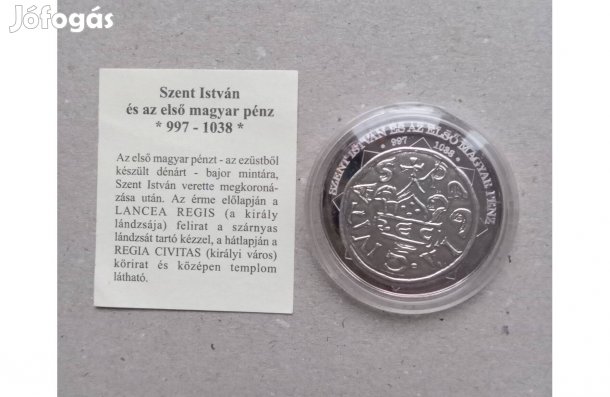 Jófogás
Szent István
és az első magyar pénz
* 997 - 1038 *
Az első magyar pénzt - az ezüstből
készült dénárt - bajor mintára,
Szent István verette megkoroná-
zása után. Az érme előlapján a
LANCEA REGIS (a király
lándzsája) felirat a szárnyas
lándzsát tartó kézzel, a hátlapján a
REGIA CIVITAS (királyi város)
körirat és középen templom
látható.
SZENT ISTVÁN ÉS AZ ELSŐ MAGYAR PÉNZ
• 997 1038 •